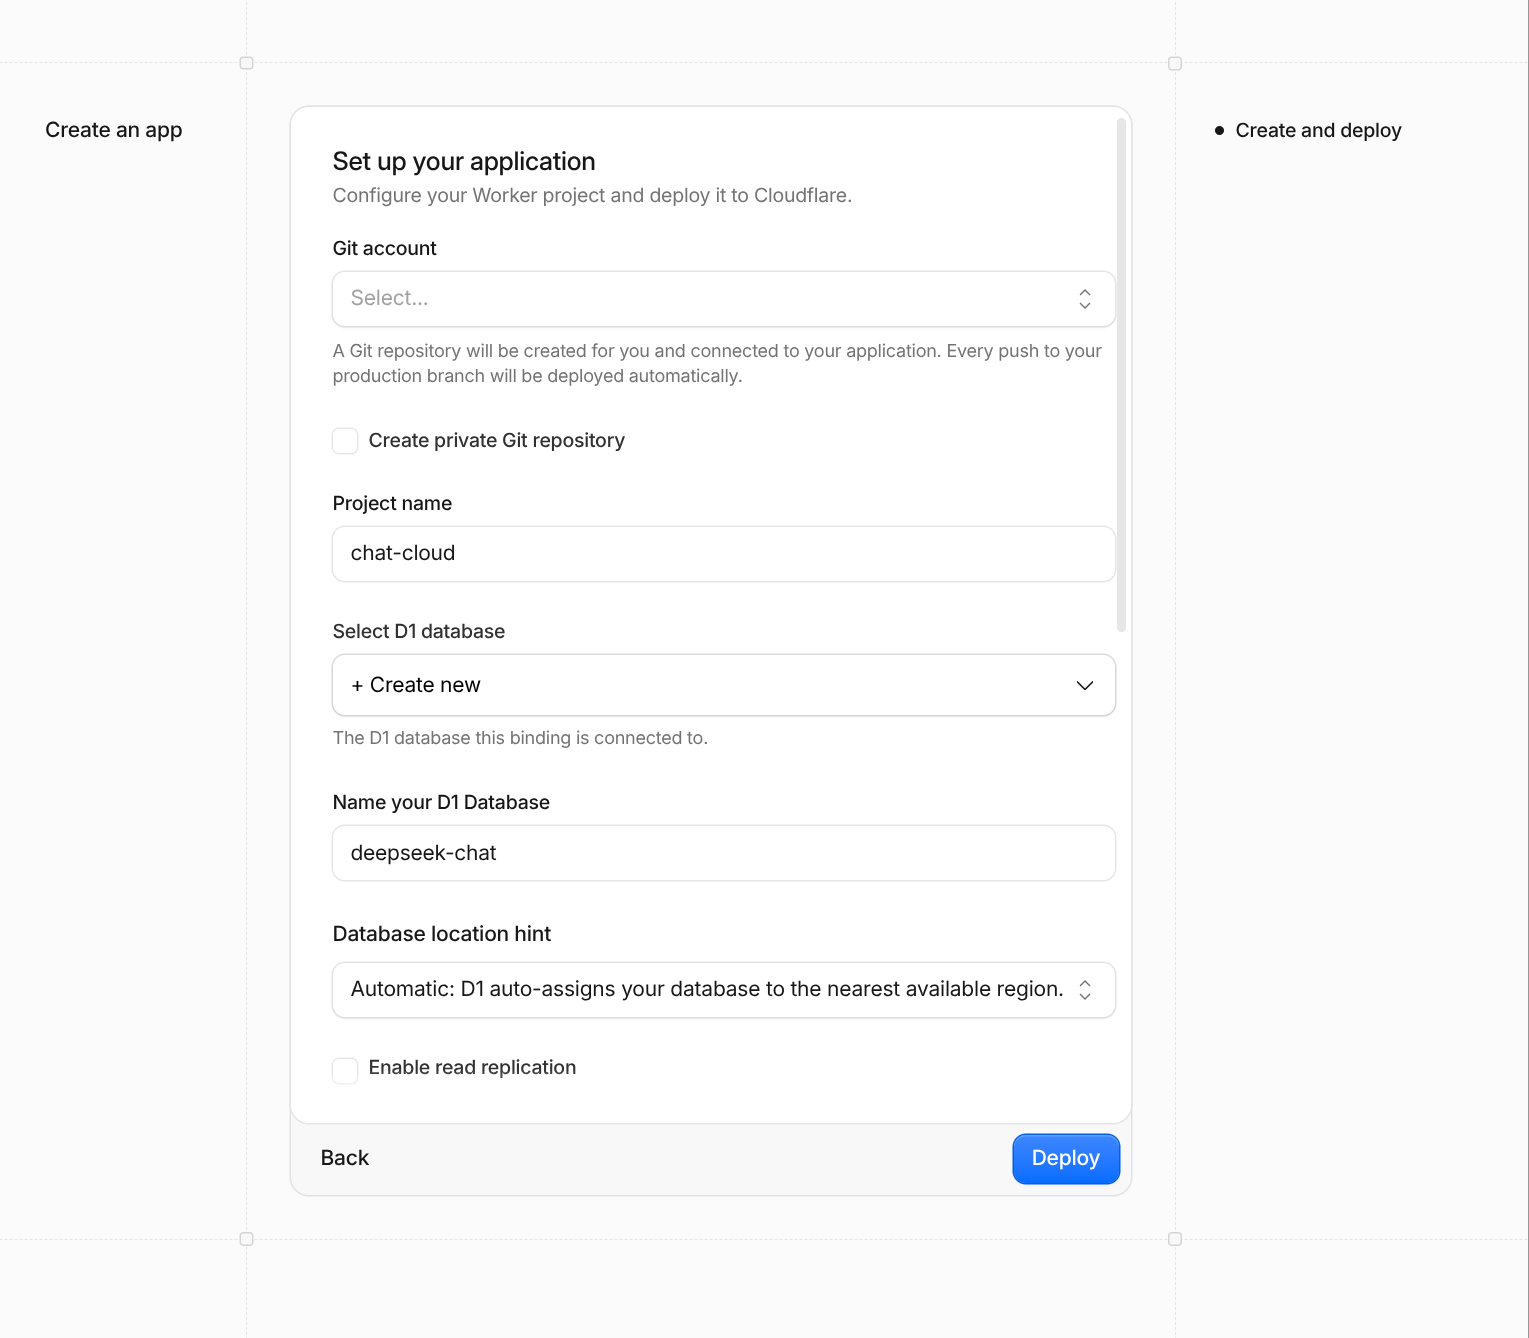 Create an app
Set up your application
Configure your Worker project and deploy it to Cloudflare.
Git account
Select...
A Git repository will be created for you and connected to your application. Every push to your
production branch will be deployed automatically.
Create private Git repository
Project name
chat-cloud
Select D1 database
+ Create new
The D1 database this binding is connected to.
Name your D1 Database
deepseek-chat
Database location hint
Automatic: D1 auto-assigns your database to the nearest available region.
Enable read replication
Back
Deploy
Create and deploy